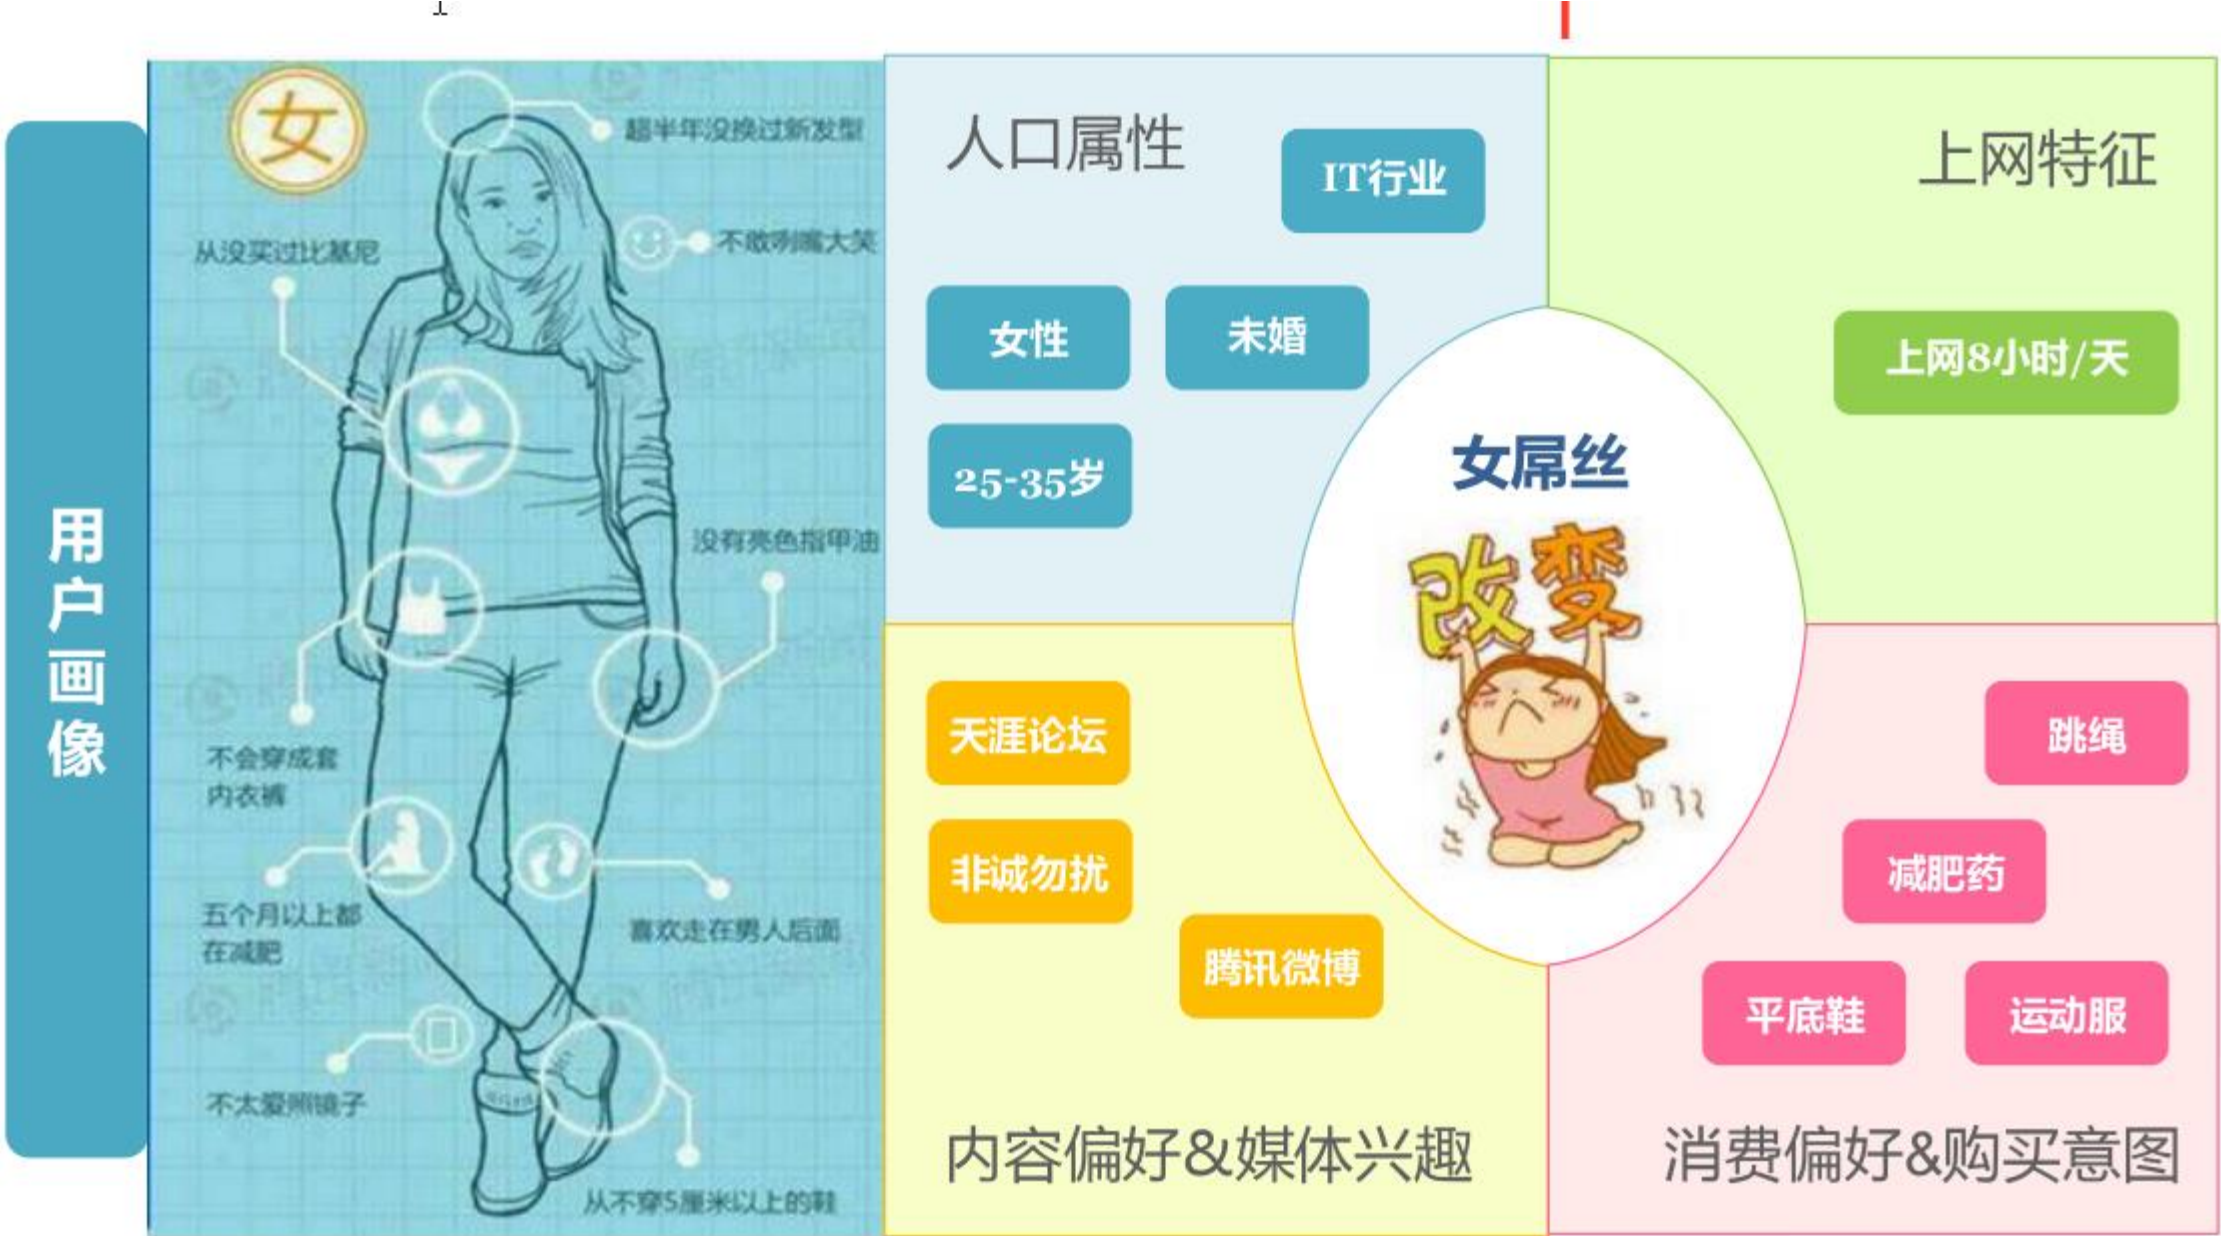 用户画像
女
超半年没换过新发型
不敢咧嘴大笑
从没买过比基尼
没有亮色指甲油
不会穿成套
内衣裤
五个月以上都
在减肥
喜欢走在男人后面
不太爱照镜子
从不穿5厘米以上的鞋
人口属性
IT行业
女性
未婚
25-35岁
上网特征
上网8小时/天
女屌丝
改变
天涯论坛
非诚勿扰
腾讯微博
内容偏好&媒体兴趣
跳绳
减肥药
平底鞋
运动服
消费偏好&购买意图